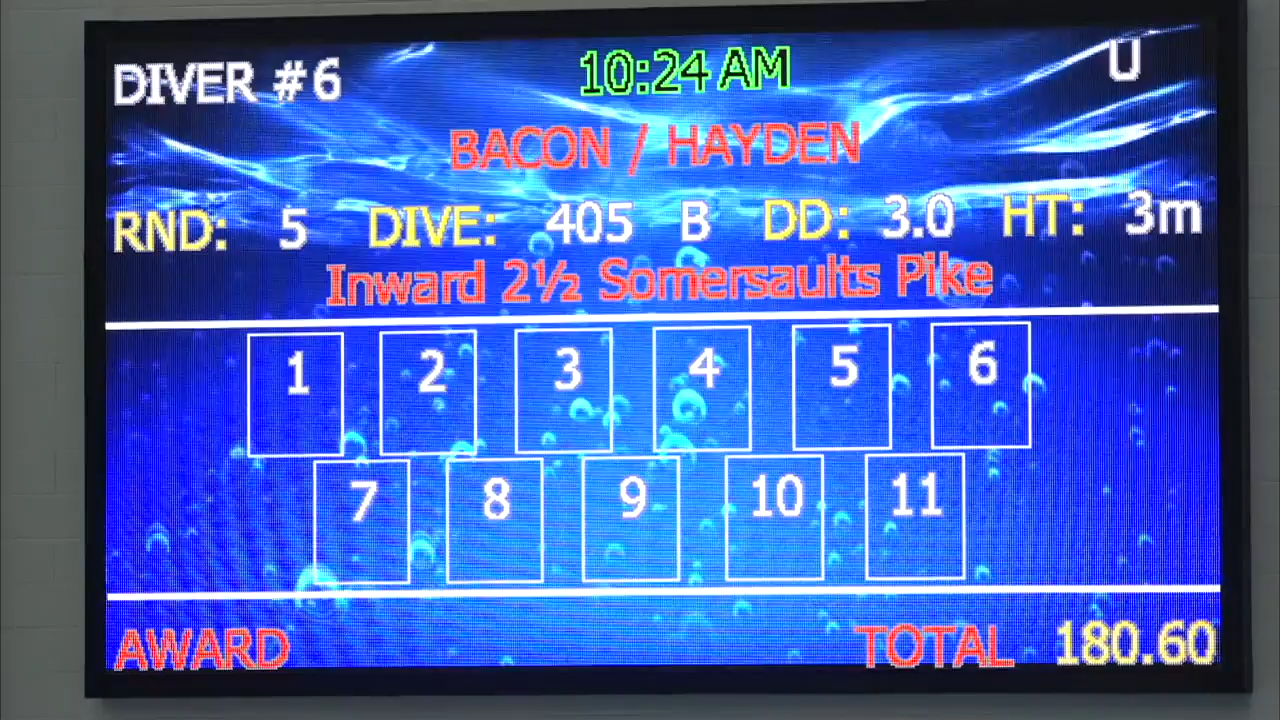 DIVER #6 10:24 AM U
BACON / HAYDEN
RND: 5 DIVE: 405 B DD: 3.0 HT: 3m
Inward 2½ Somersaults Pike
1 2 3 4 5 6
7 8 9 10 11
AWARD TOTAL 180.60